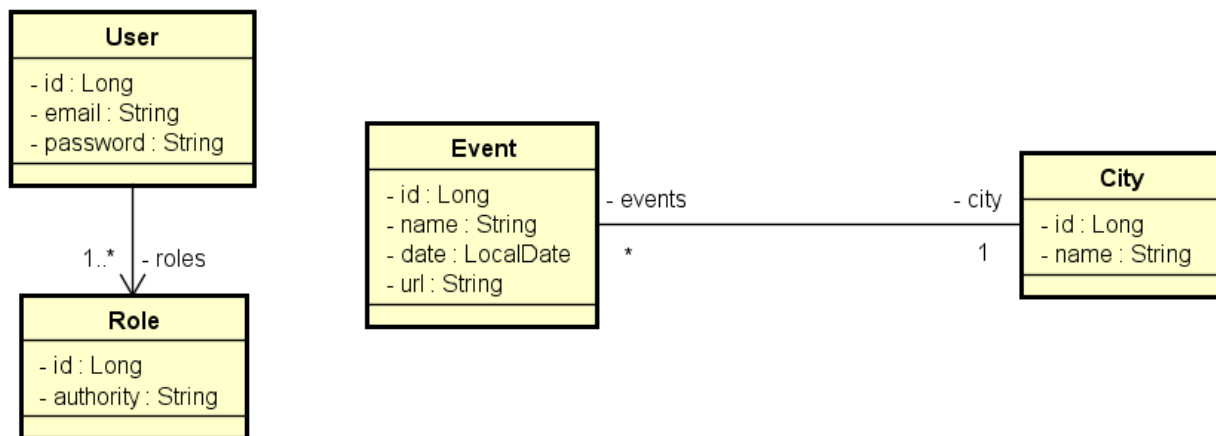 User
- id : Long
- email : String
- password : String
1..*
- roles
Role
- id : Long
- authority : String
Event
- id : Long
- name : String
- date : LocalDate
- url : String
- events
*
- city
1
City
- id : Long
- name : String